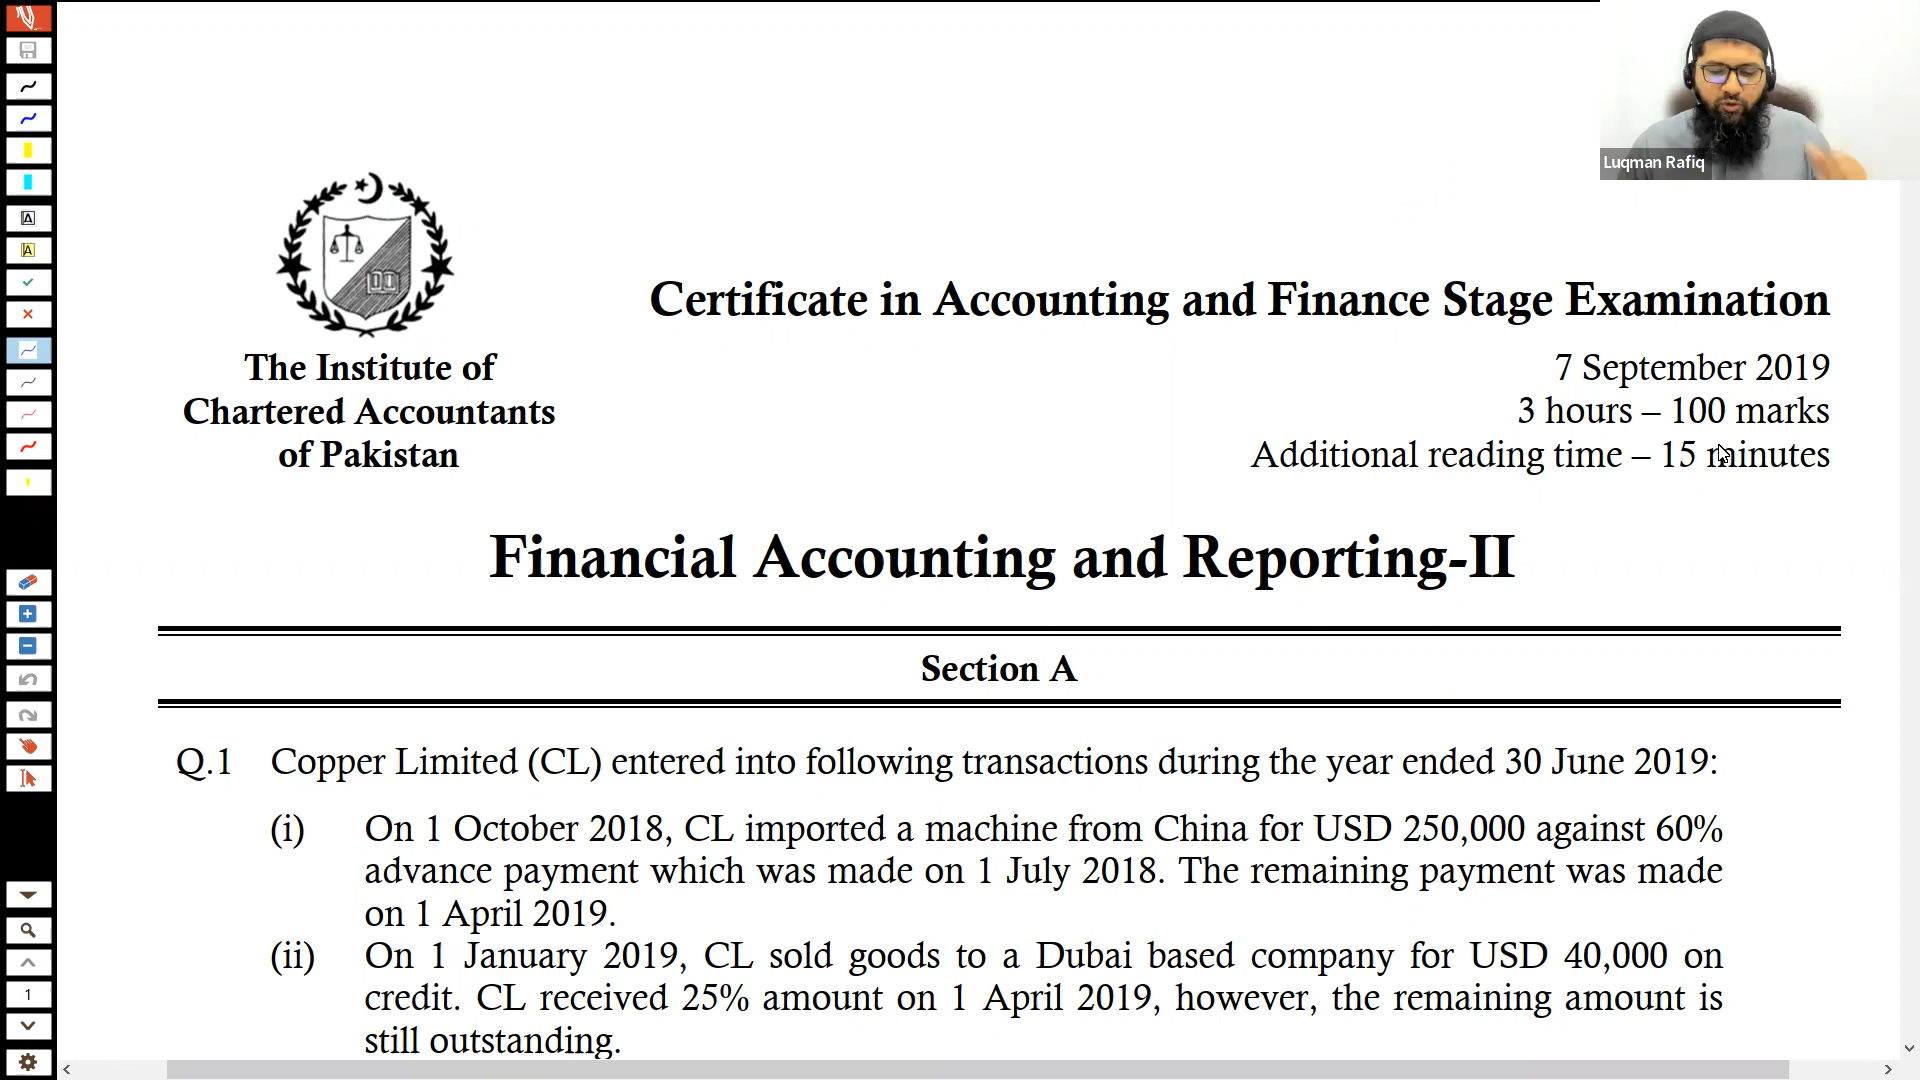 Luqman Rafiq
The Institute of
Chartered Accountants
of Pakistan
Certificate in Accounting and Finance Stage Examination
7 September 2019
3 hours – 100 marks
Additional reading time – 15 minutes
Financial Accounting and Reporting-II
Section A
Q.1 Copper Limited (CL) entered into following transactions during the year ended 30 June 2019:
(i) On 1 October 2018, CL imported a machine from China for USD 250,000 against 60%
advance payment which was made on 1 July 2018. The remaining payment was made
on 1 April 2019.
(ii) On 1 January 2019, CL sold goods to a Dubai based company for USD 40,000 on
credit. CL received 25% amount on 1 April 2019, however, the remaining amount is
still outstanding.
A
A
1